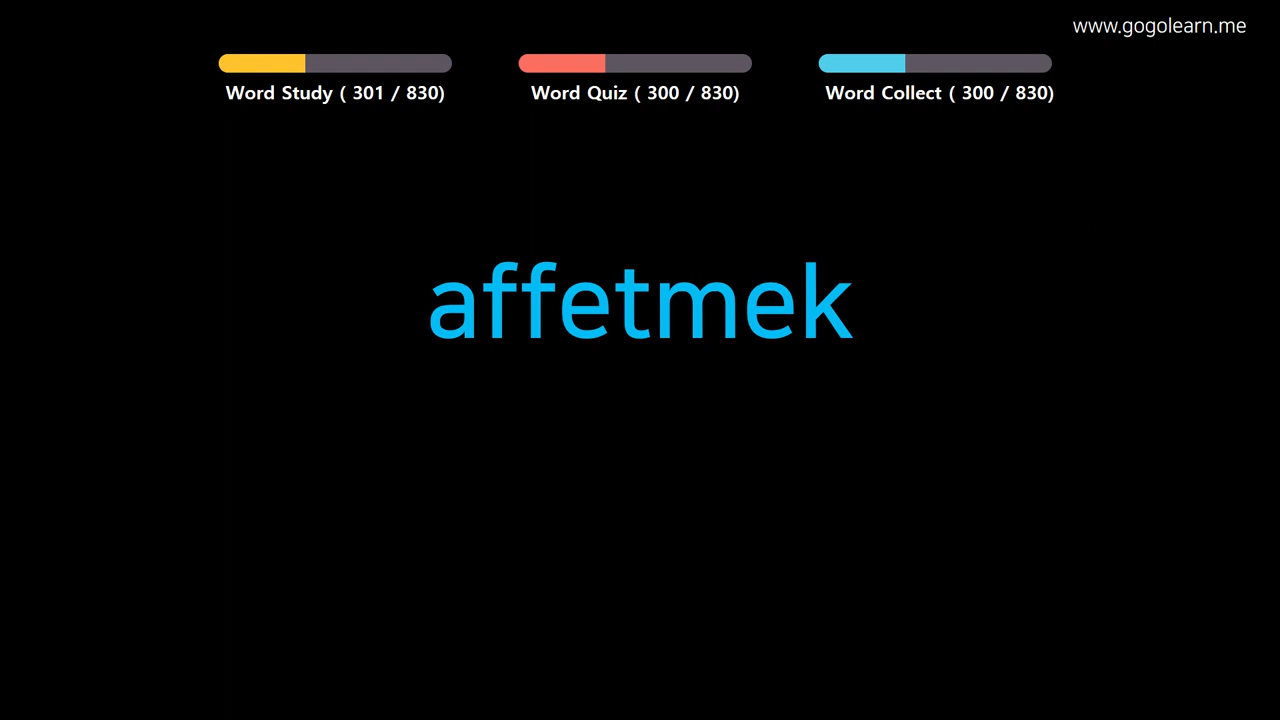 www.gogolearn.me
Word Study ( 301 / 830)
Word Quiz ( 300 / 830)
Word Collect ( 300 / 830)
affetmek